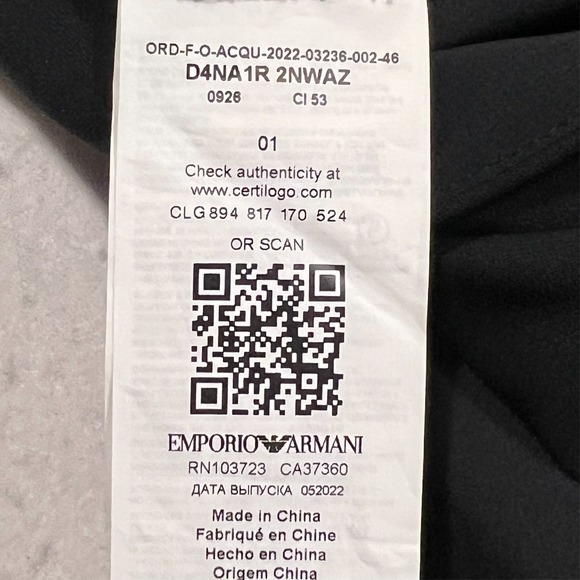 ORD-F-O-ACQU-2022-03236-002-46
D4NA1R 2NWAZ
0926 CI 53
01
Check authenticity at
www.certilogo.com
CLG 894 817 170 524
OR SCAN
EMPORIO ARMANI
RN103723 CA37360
ДАТА ВЫПУСКА 052022
Made in China
Fabriqué en Chine
Hecho en China
Origem China